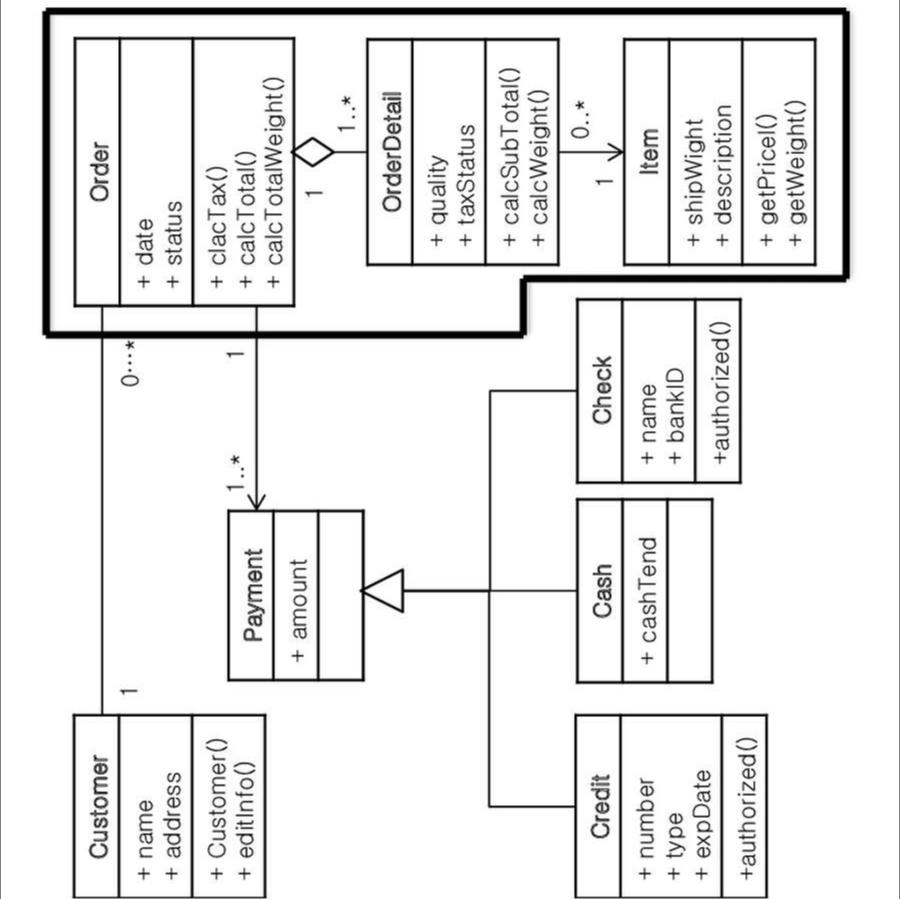 Customer
+ name
+ address
+ Customer()
+ editInfo()
1
0...*
Order
+ date
+ status
+ clacTax()
+ calcTotal()
+ calcTotalWeight()
1
1..*
Payment
+ amount
1
1..*
OrderDetail
+ quality
+ taxStatus
+ calcSubTotal()
+ calcWeight()
0..*
1
Item
+ shipWight
+ description
+ getPricel()
+ getWeight()
Credit
+ number
+ type
+ expDate
+authorized()
Cash
+ cashTend
Check
+ name
+ bankID
+authorized()